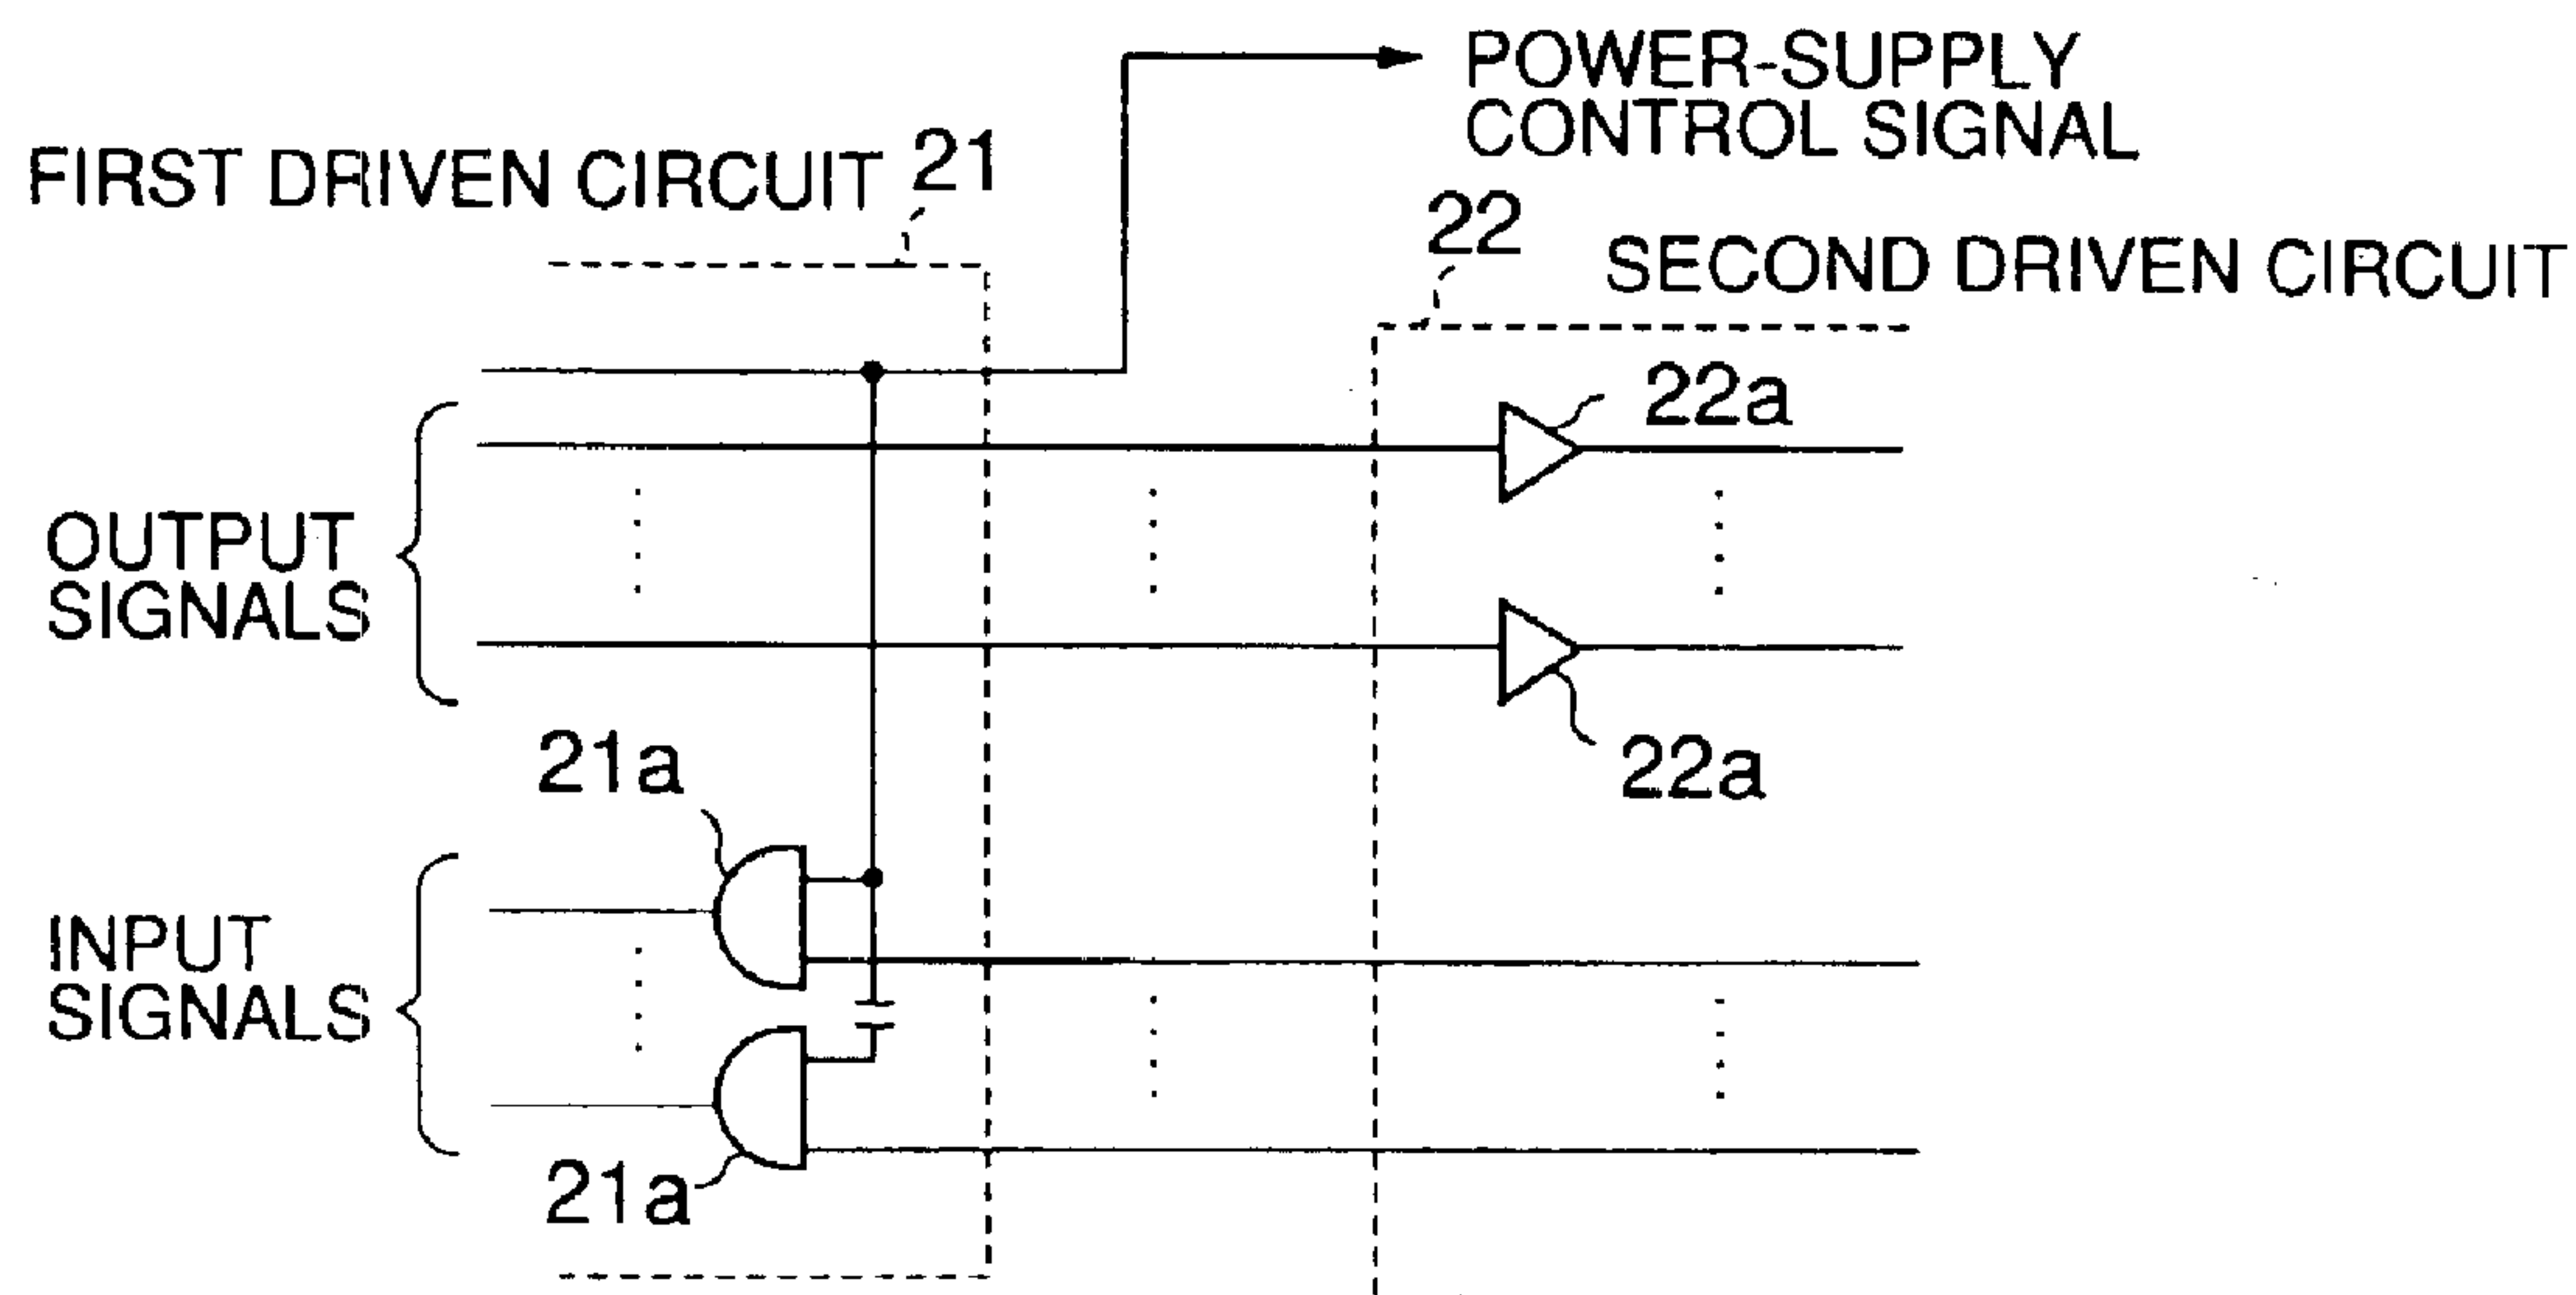 POWER-SUPPLY
CONTROL SIGNAL
FIRST DRIVEN CIRCUIT 21
22
SECOND DRIVEN CIRCUIT
22a
OUTPUT
SIGNALS
22a
21a
INPUT
SIGNALS
21a